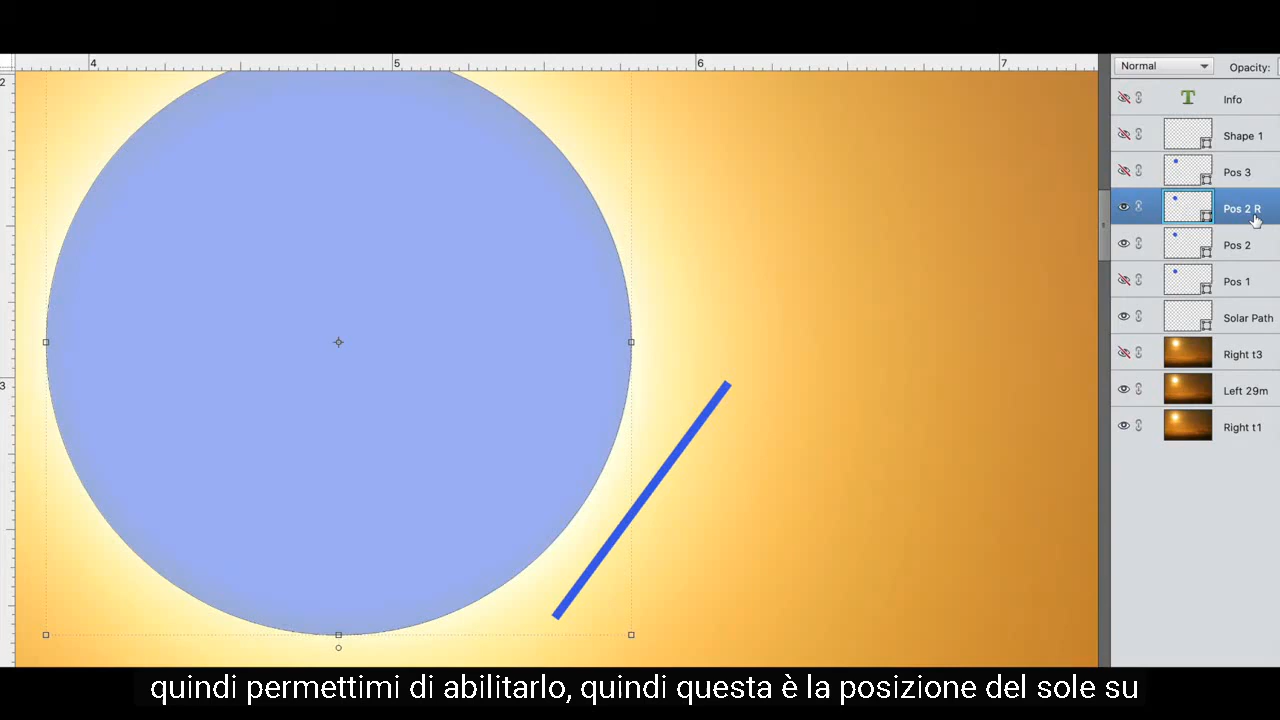 4 5 6 7
2
3
Normal Opacity:
T Info
Shape 1
Pos 3
Pos 2 R
Pos 2
Pos 1
Solar Path
Right t3
Left 29m
Right t1
quindi permettimi di abilitarlo, quindi questa è la posizione del sole su